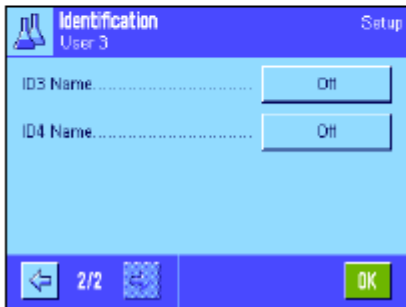 Identification
Setup
User 3
ID3 Name
Off
ID4 Name
Off
2/2
OK